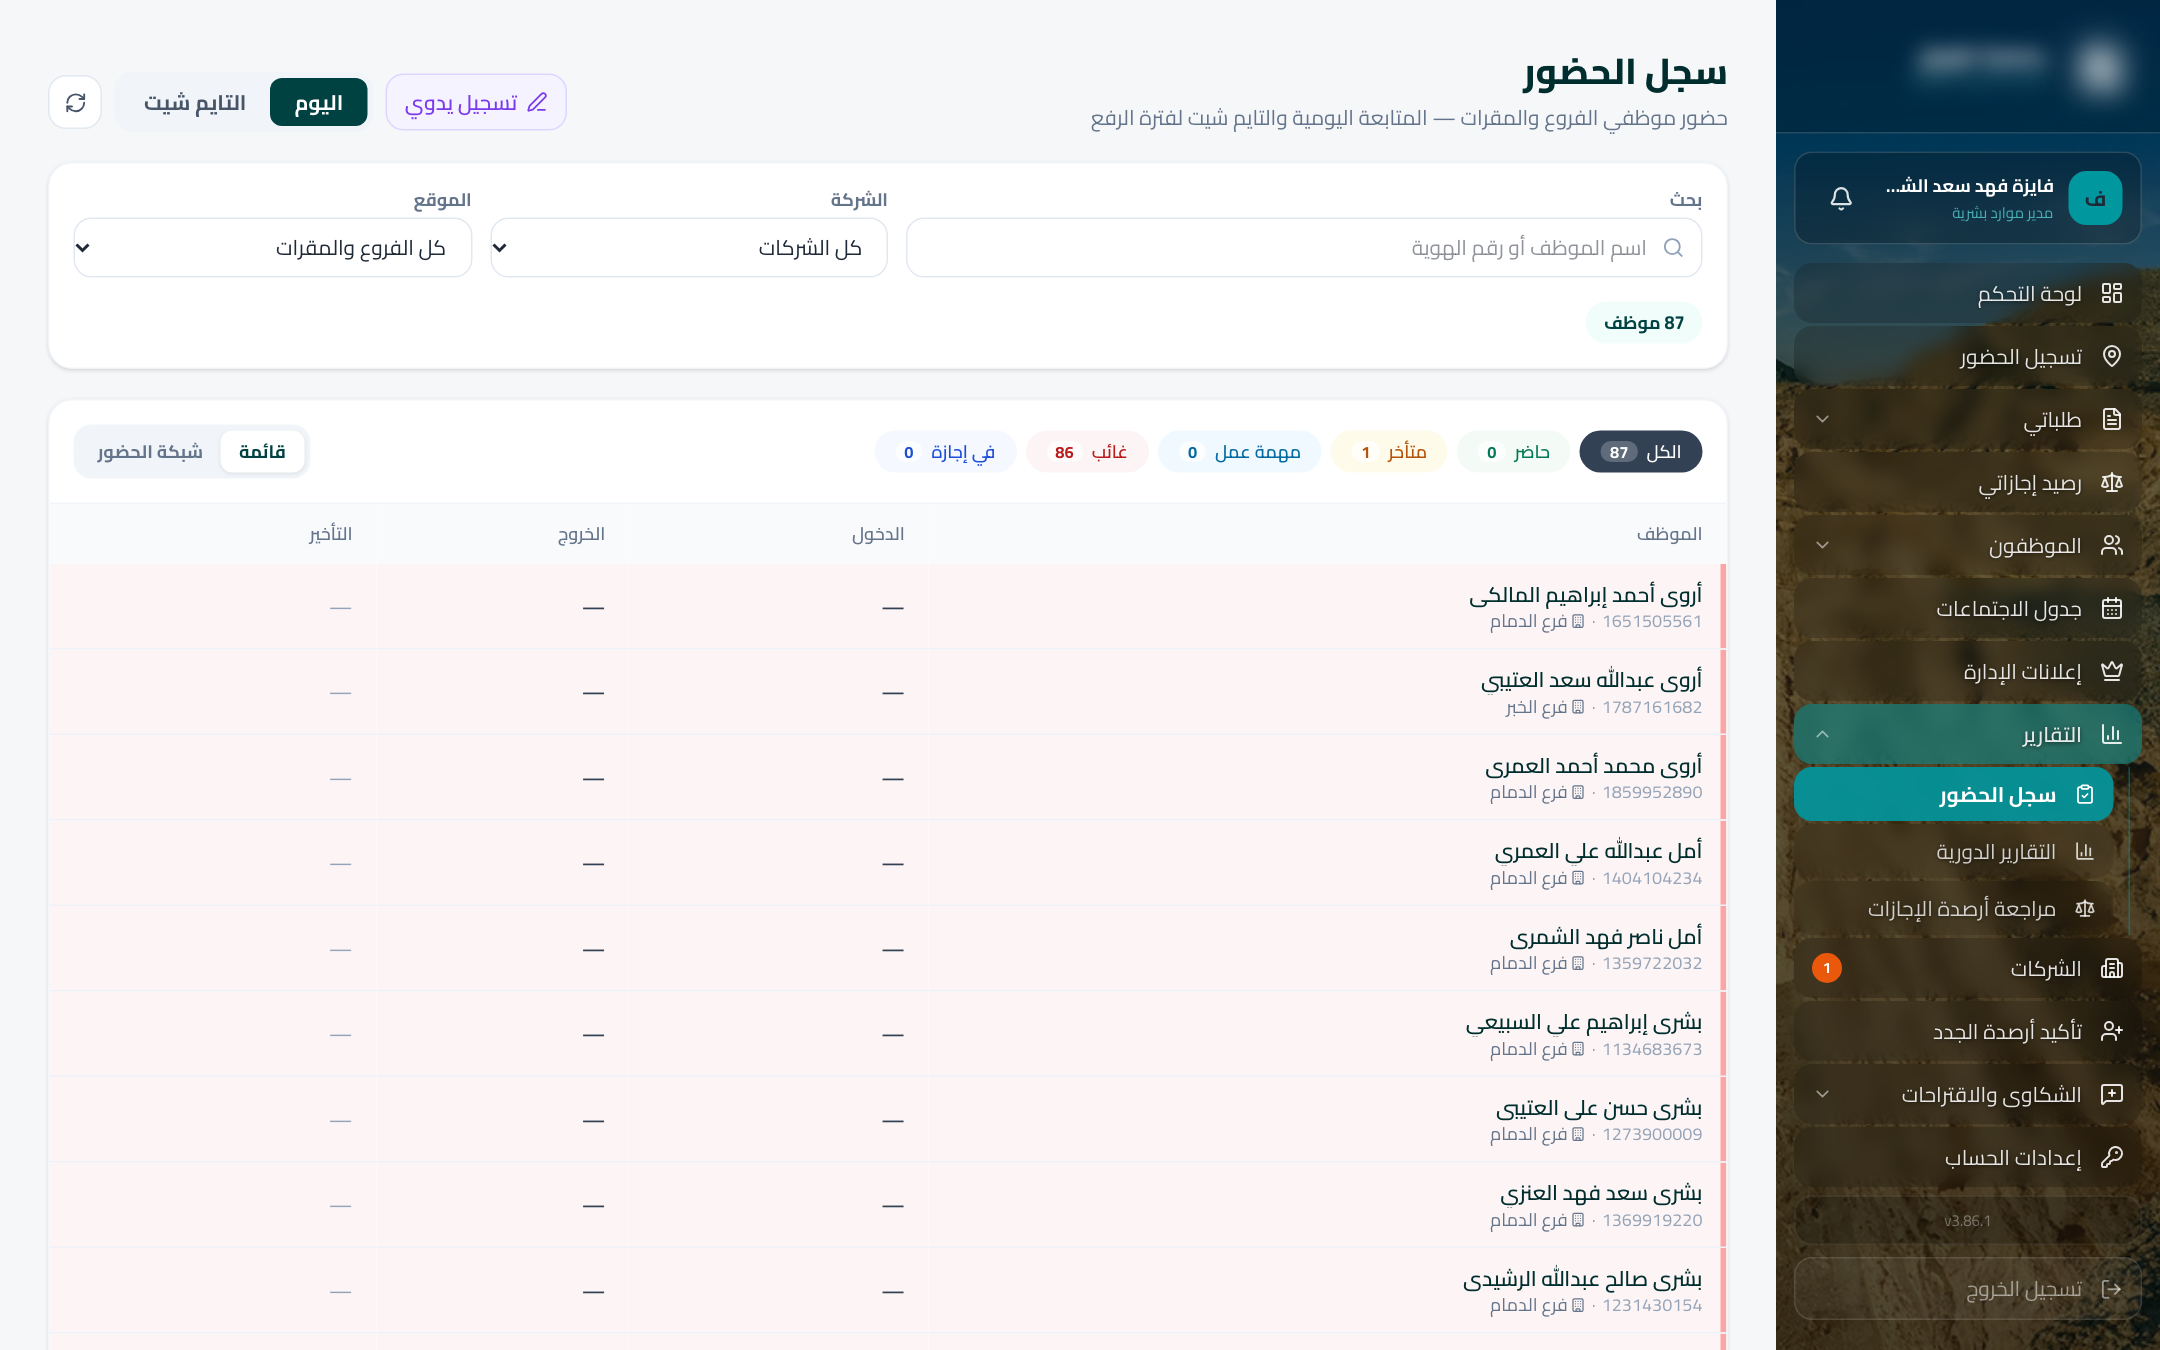 فايزة فهد سعد الشـ...
ف
مدير موارد بشرية
لوحة التحكم
تسجيل الحضور
طلباتي
رصيد إجازاتي
الموظفون
جدول الاجتماعات
إعلانات الإدارة
التقارير
سجل الحضور
التقارير الدورية
مراجعة أرصدة الإجازات
الشركات 1
تأكيد أرصدة الجدد
الشكاوى والاقتراحات
إعدادات الحساب
v3.86.1
تسجيل الخروج
سجل الحضور
حضور موظفي الفروع والمقرات — المتابعة اليومية والتايم شيت لفترة الرفع
تسجيل يدوي
اليوم التايم شيت
بحث الشركة الموقع
اسم الموظف أو رقم الهوية كل الشركات كل الفروع والمقرات
87 موظف
الكل 87 حاضر 0 متأخر 1 مهمة عمل 0 غائب 86 في إجازة 0 قائمة شبكة الحضور
الموظف الدخول الخروج التأخير
أروى أحمد إبراهيم المالكي — — —
1651505561 · فرع الدمام
أروى عبدالله سعد العتيبي — — —
1787161682 · فرع الخبر
أروى محمد أحمد العمري — — —
1859952890 · فرع الدمام
أمل عبدالله علي العمري — — —
1404104234 · فرع الدمام
أمل ناصر فهد الشمري — — —
1359722032 · فرع الدمام
بشرى إبراهيم علي السبيعي — — —
1134683673 · فرع الدمام
بشرى حسن علي العتيبي — — —
1273900009 · فرع الدمام
بشرى سعد فهد العنزي — — —
1369919220 · فرع الدمام
بشرى صالح عبدالله الرشيدي — — —
1231430154 · فرع الدمام